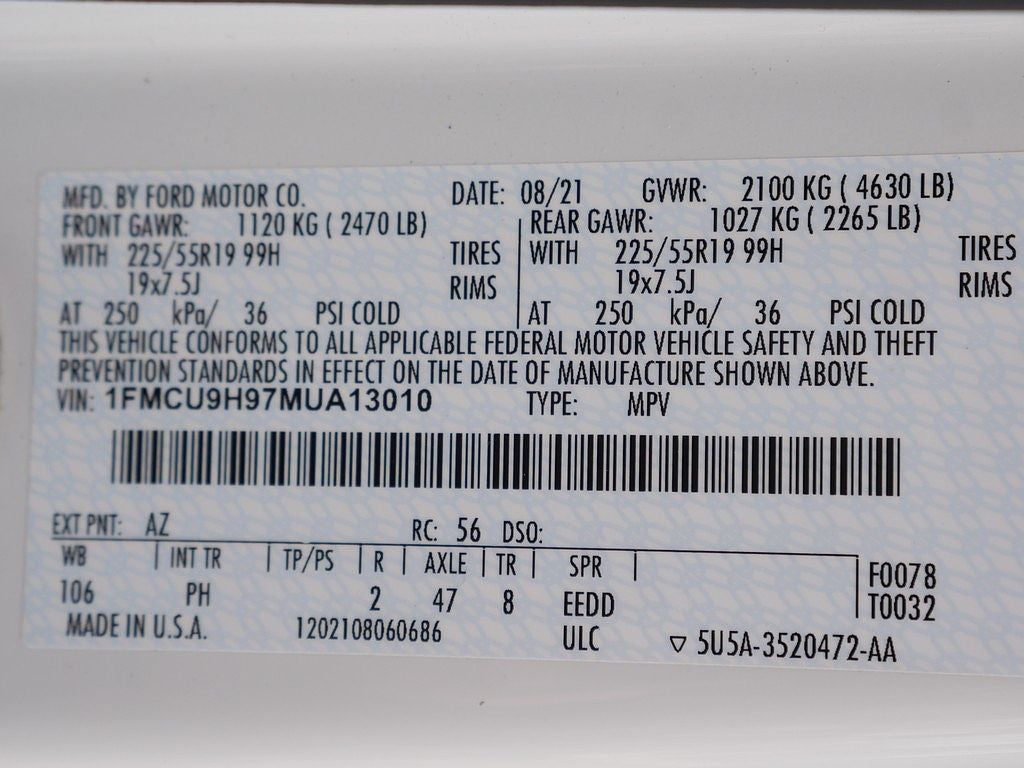 MFD. BY FORD MOTOR CO. DATE: 08/21 GVWR: 2100 KG ( 4630 LB)
FRONT GAWR: 1120 KG ( 2470 LB) REAR GAWR: 1027 KG ( 2265 LB)
WITH 225/55R19 99H TIRES WITH 225/55R19 99H TIRES
19x7.5J RIMS 19x7.5J RIMS
AT 250 kPa/ 36 PSI COLD AT 250 kPa/ 36 PSI COLD
THIS VEHICLE CONFORMS TO ALL APPLICABLE FEDERAL MOTOR VEHICLE SAFETY AND THEFT
PREVENTION STANDARDS IN EFFECT ON THE DATE OF MANUFACTURE SHOWN ABOVE.
VIN: 1FMCU9H97MUA13010 TYPE: MPV
EXT PNT: AZ RC: 56 DSO:
WB INT TR TP/PS R AXLE TR SPR F0078
106 PH 2 47 8 EEDD T0032
MADE IN U.S.A. 1202108060686 ULC ▽ 5U5A-3520472-AA